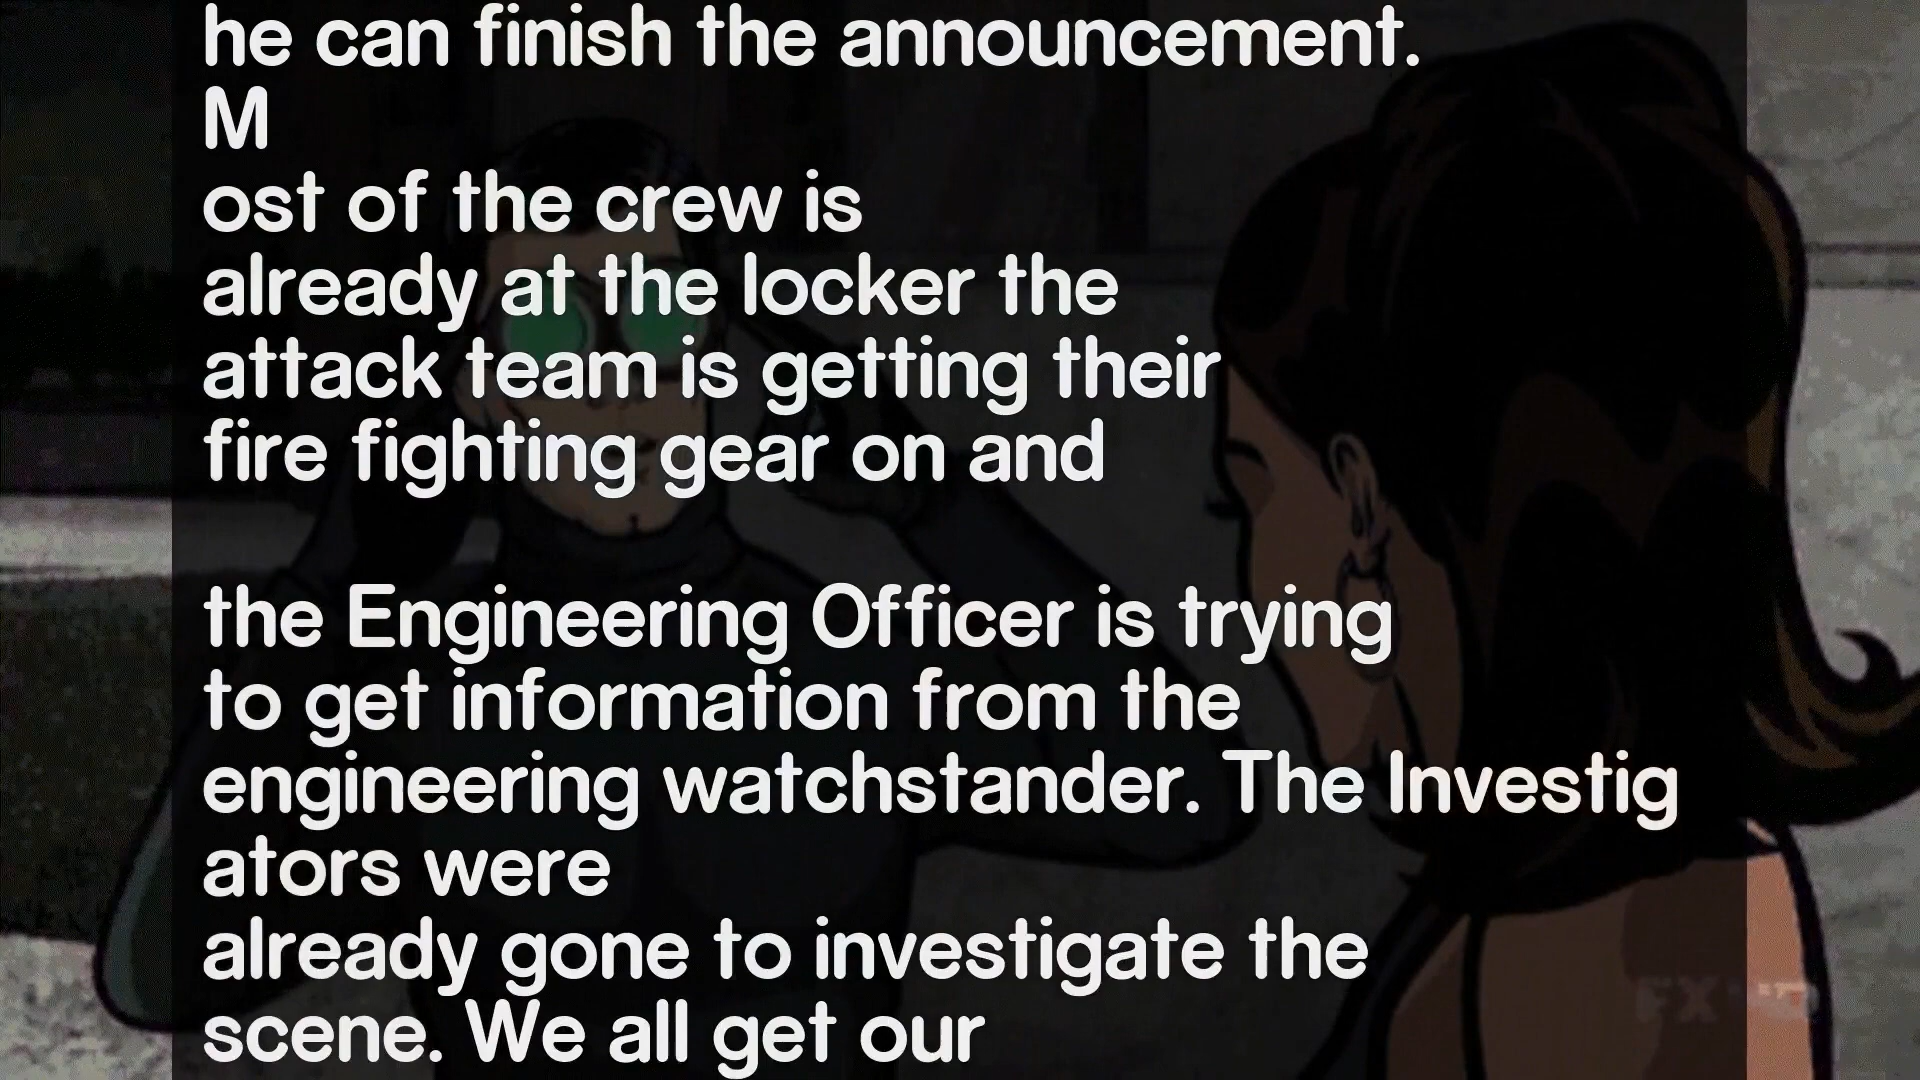 he can finish the announcement.
M
ost of the crew is
already at the locker the
attack team is getting their
fire fighting gear on and
the Engineering Officer is trying
to get information from the
engineering watchstander. The Investig
ators were
already gone to investigate the
scene. We all get our
FX